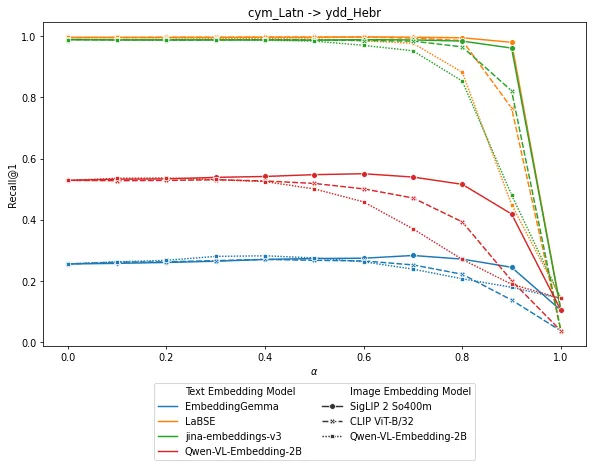 cym_Latn -> ydd_Hebr
Recall@1
1.0
0.8
0.6
0.4
0.2
0.0
0.0 0.2 0.4 0.6 0.8 1.0
α
Text Embedding Model Image Embedding Model
EmbeddingGemma SigLIP 2 So400m
LaBSE CLIP ViT-B/32
jina-embeddings-v3 Qwen-VL-Embedding-2B
Qwen-VL-Embedding-2B